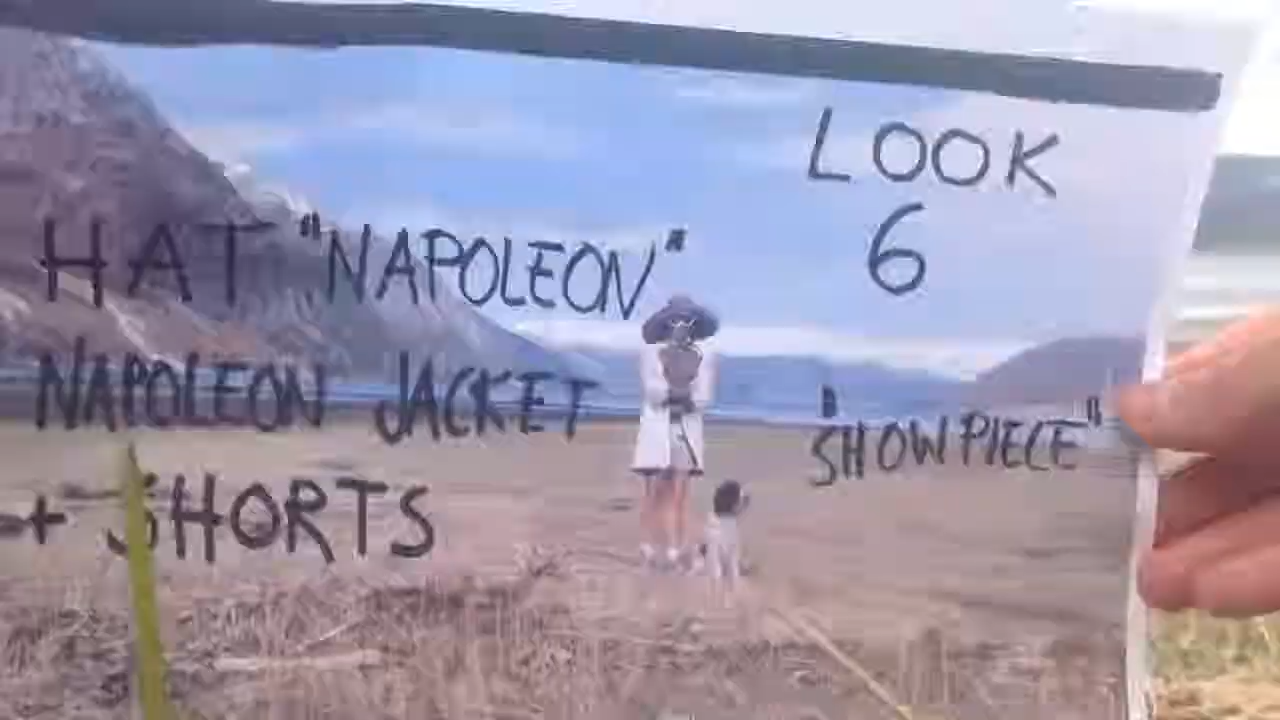 LOOK
6
HAT "NAPOLEON"
NAPOLEON JACKET
+ SHORTS
"SHOWPIECE"